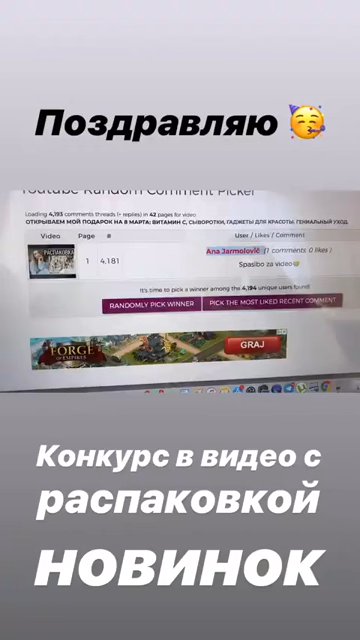 Поздравляю
Youtube Random Comment Picker
Loading 4,193 comments threads (+ replies) in 42 pages for video
ОТКРЫВАЕМ МОЙ ПОДАРОК НА 8 МАРТА: ВИТАМИН С, СЫВОРОТКИ, ГАДЖЕТЫ ДЛЯ КРАСОТЫ, ГЕНИАЛЬНЫЙ УХОД.
Video Page # Users / Likes / Comment
РАСПАКОВКА 1 4,181 Ana Jarmolovič (1 comments 0 likes)
Spasibo za video
It's time to pick a winner among the 4,194 unique users found!
RANDOMLY PICK WINNER PICK THE MOST LIKED RECENT COMMENT
FORGE
OF EMPIRES
GRAJ
Конкурс в видео с
распаковкой
новинок